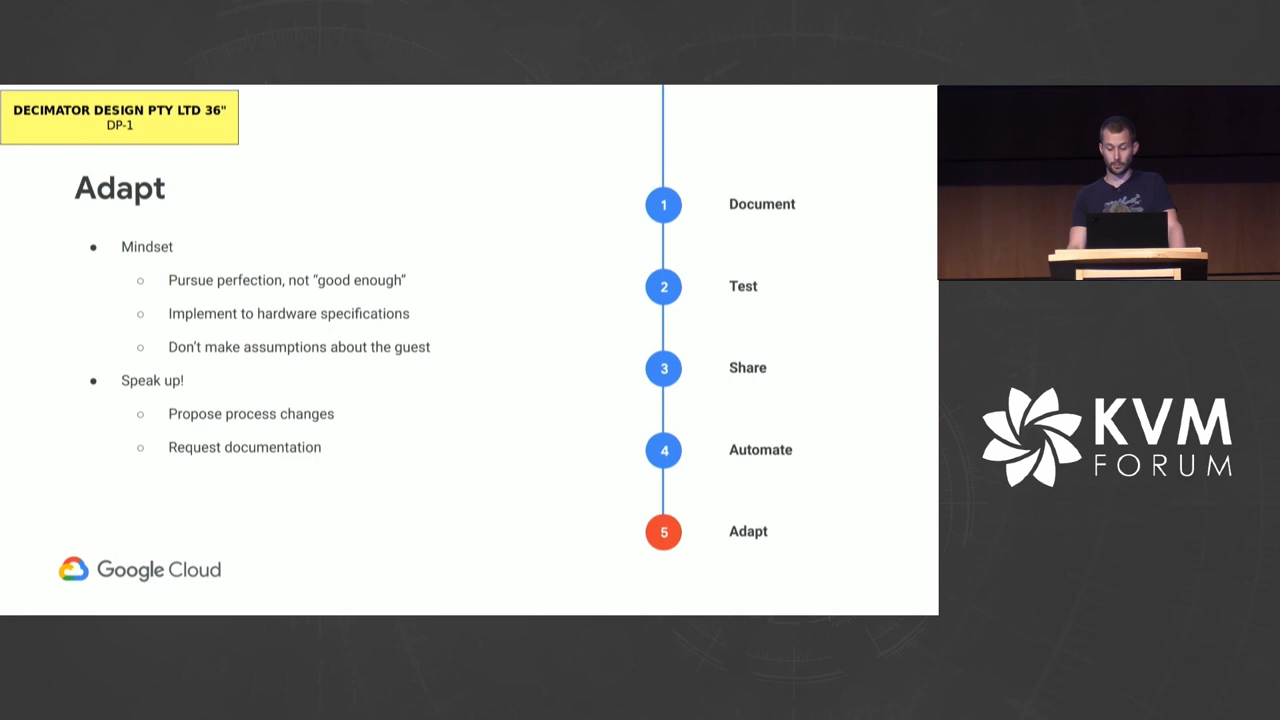 DECIMATOR DESIGN PTY LTD 36"
DP-1
Adapt
● Mindset
○ Pursue perfection, not “good enough”
○ Implement to hardware specifications
○ Don’t make assumptions about the guest
● Speak up!
○ Propose process changes
○ Request documentation
Google Cloud
1 Document
2 Test
3 Share
4 Automate
5 Adapt
KVM
FORUM